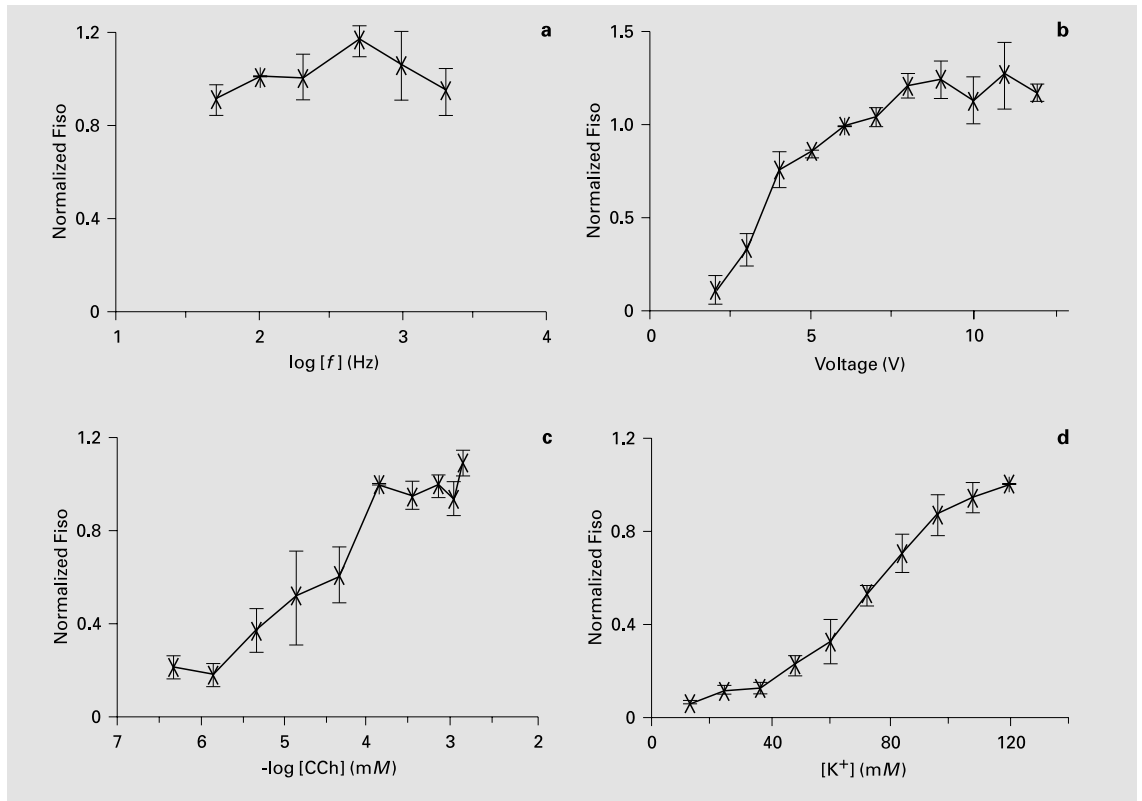 a
1.2
0.8
0.4
0
Normalized Fiso
1 2 3 4
log [f] (Hz)
b
1.5
1.0
0.5
0
Normalized Fiso
0 5 10
Voltage (V)
c
1.2
0.8
0.4
0
Normalized Fiso
7 6 5 4 3 2
-log [CCh] (mM)
d
1.2
0.8
0.4
0
Normalized Fiso
0 40 80 120
[K+] (mM)